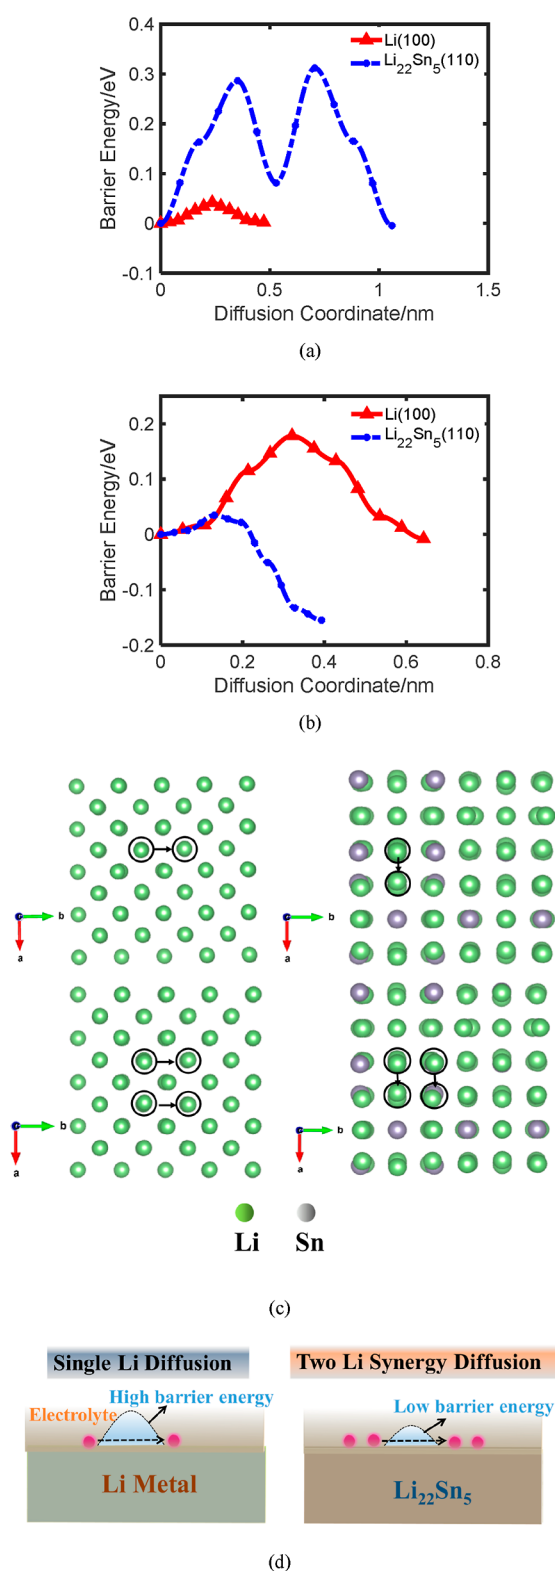 0.4
Li(100)
Li22Sn5(110)
0.3
0.2
0.1
0
-0.1
0
0.5
1
1.5
Barrier Energy/eV
Diffusion Coordinate/nm
(a)
0.2
Li(100)
Li22Sn5(110)
0.1
0
-0.1
-0.2
0
0.2
0.4
0.6
0.8
Barrier Energy/eV
Diffusion Coordinate/nm
(b)
b
a
b
a
b
a
b
a
Li
Sn
(c)
Single Li Diffusion
Two Li Synergy Diffusion
High barrier energy
Electrolyte
Low barrier energy
Li Metal
Li22Sn5
(d)